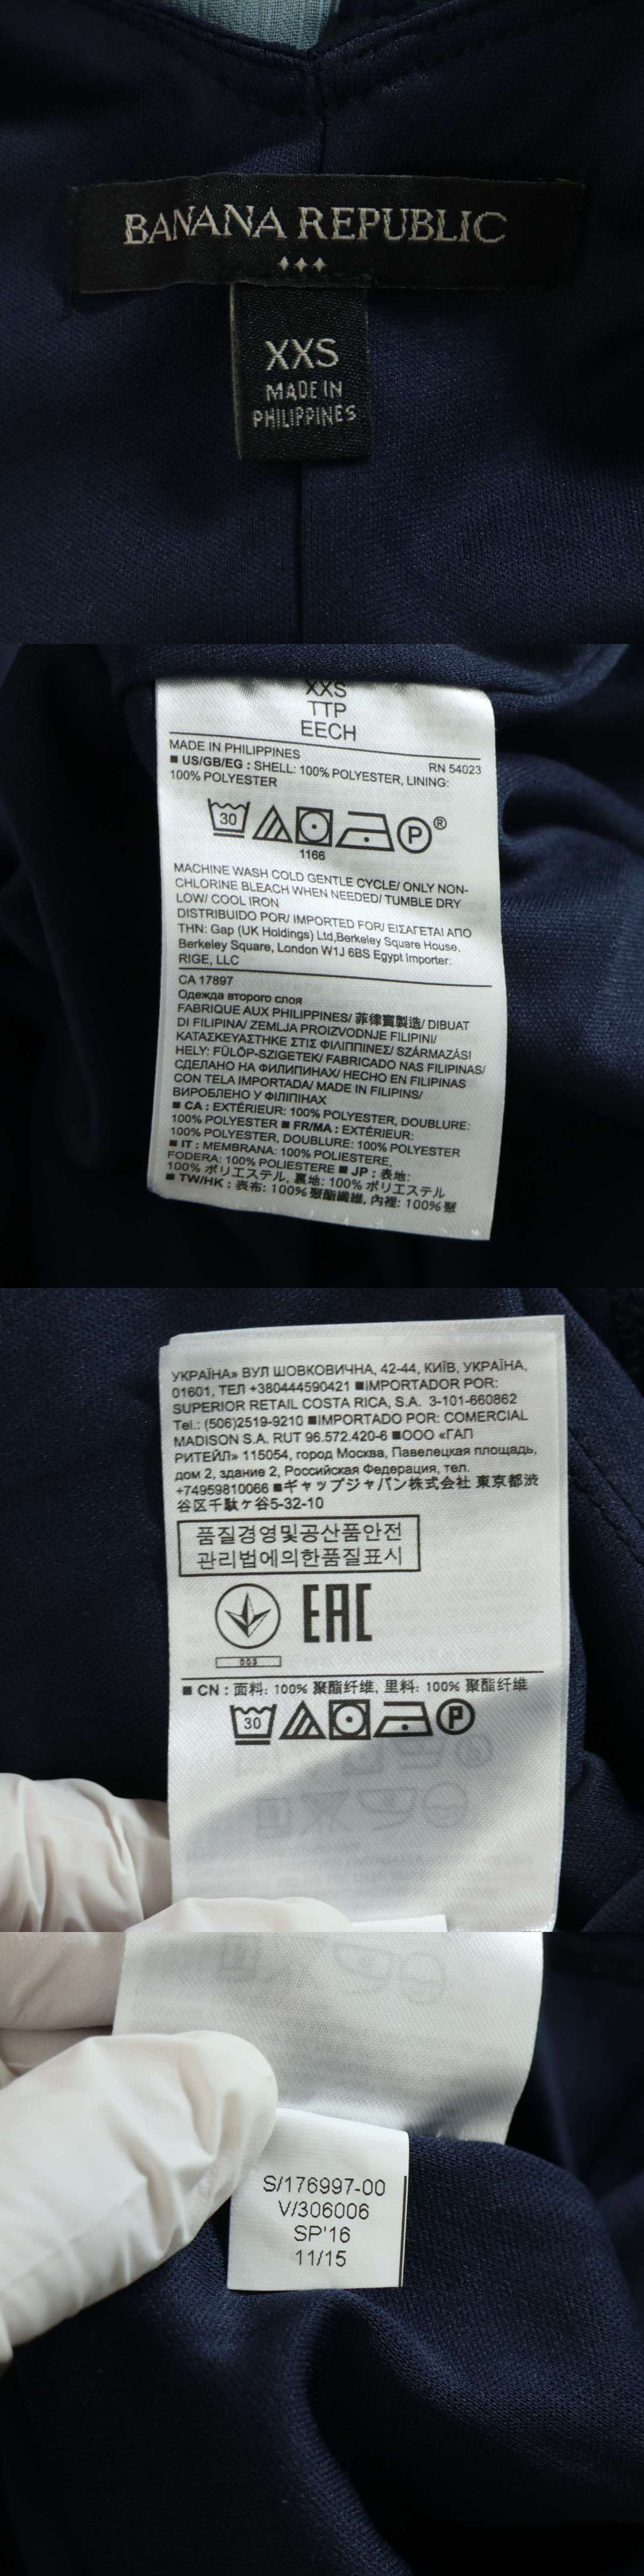 BANANA REPUBLIC
XXS
MADE IN
PHILIPPINES
XXS
TTP
EECH
MADE IN PHILIPPINES RN 54023
■ US/GB/EG : SHELL: 100% POLYESTER, LINING:
100% POLYESTER
30 P®
1166
MACHINE WASH COLD GENTLE CYCLE/ ONLY NON-
CHLORINE BLEACH WHEN NEEDED/ TUMBLE DRY
LOW/ COOL IRON
DISTRIBUIDO POR/ IMPORTED FOR/ ΕΙΣΑΓΕΤΑΙ ΑΠΟ
THN: Gap (UK Holdings) Ltd,Berkeley Square House,
Berkeley Square, London W1J 6BS Egypt Importer:
RIGE, LLC
CA 17897
Одежда второго слоя
FABRIQUE AUX PHILIPPINES/ 菲律賓製造/ DIBUAT
DI FILIPINA/ ZEMLJA PROIZVODNJE FILIPINI/
ΚΑΤΑΣΚΕΥΑΣΤΗΚΕ ΣΤΙΣ ΦΙΛΙΠΠΙΝΕΣ/ SZÁRMAZÁSI
HELY: FÜLÖP-SZIGETEK/ FABRICADO NAS FILIPINAS/
СДЕЛАНО НА ФИЛИПИНАХ/ HECHO EN FILIPINAS
CON TELA IMPORTADA/ MADE IN FILIPINS/
ВИРОБЛЕНО У ФІЛІПІНАХ
■ CA : EXTÉRIEUR: 100% POLYESTER, DOUBLURE:
100% POLYESTER ■ FR/MA : EXTÉRIEUR:
100% POLYESTER, DOUBLURE: 100% POLYESTER
■ IT : MEMBRANA: 100% POLIESTERE,
FODERA: 100% POLIESTERE ■ JP : 表地:
100% ポリエステル, 裏地: 100% ポリエステル
■ TW/HK : 表布: 100% 聚酯纖維, 內裡: 100% 聚
УКРАЇНА» ВУЛ ШОВКОВИЧНА, 42-44, КИЇВ, УКРАЇНА,
01601, ТЕЛ +380444590421 ■IMPORTADOR POR:
SUPERIOR RETAIL COSTA RICA, S.A. 3-101-660862
Tel.: (506)2519-9210 ■IMPORTADO POR: COMERCIAL
MADISON S.A. RUT 96.572.420-6 ■ООО «ГАП
РИТЕЙЛ» 115054, город Москва, Павелецкая площадь,
дом 2, здание 2, Российская Федерация, тел.
+74959810066 ■ギャップジャパン株式会社 東京都渋
谷区千駄ヶ谷5-32-10
품질경영및공산품안전
관리법에의한품질표시
EAC
003
■ CN : 面料: 100% 聚酯纤维, 里料: 100% 聚酯纤维
30 P
S/176997-00
V/306006
SP'16
11/15